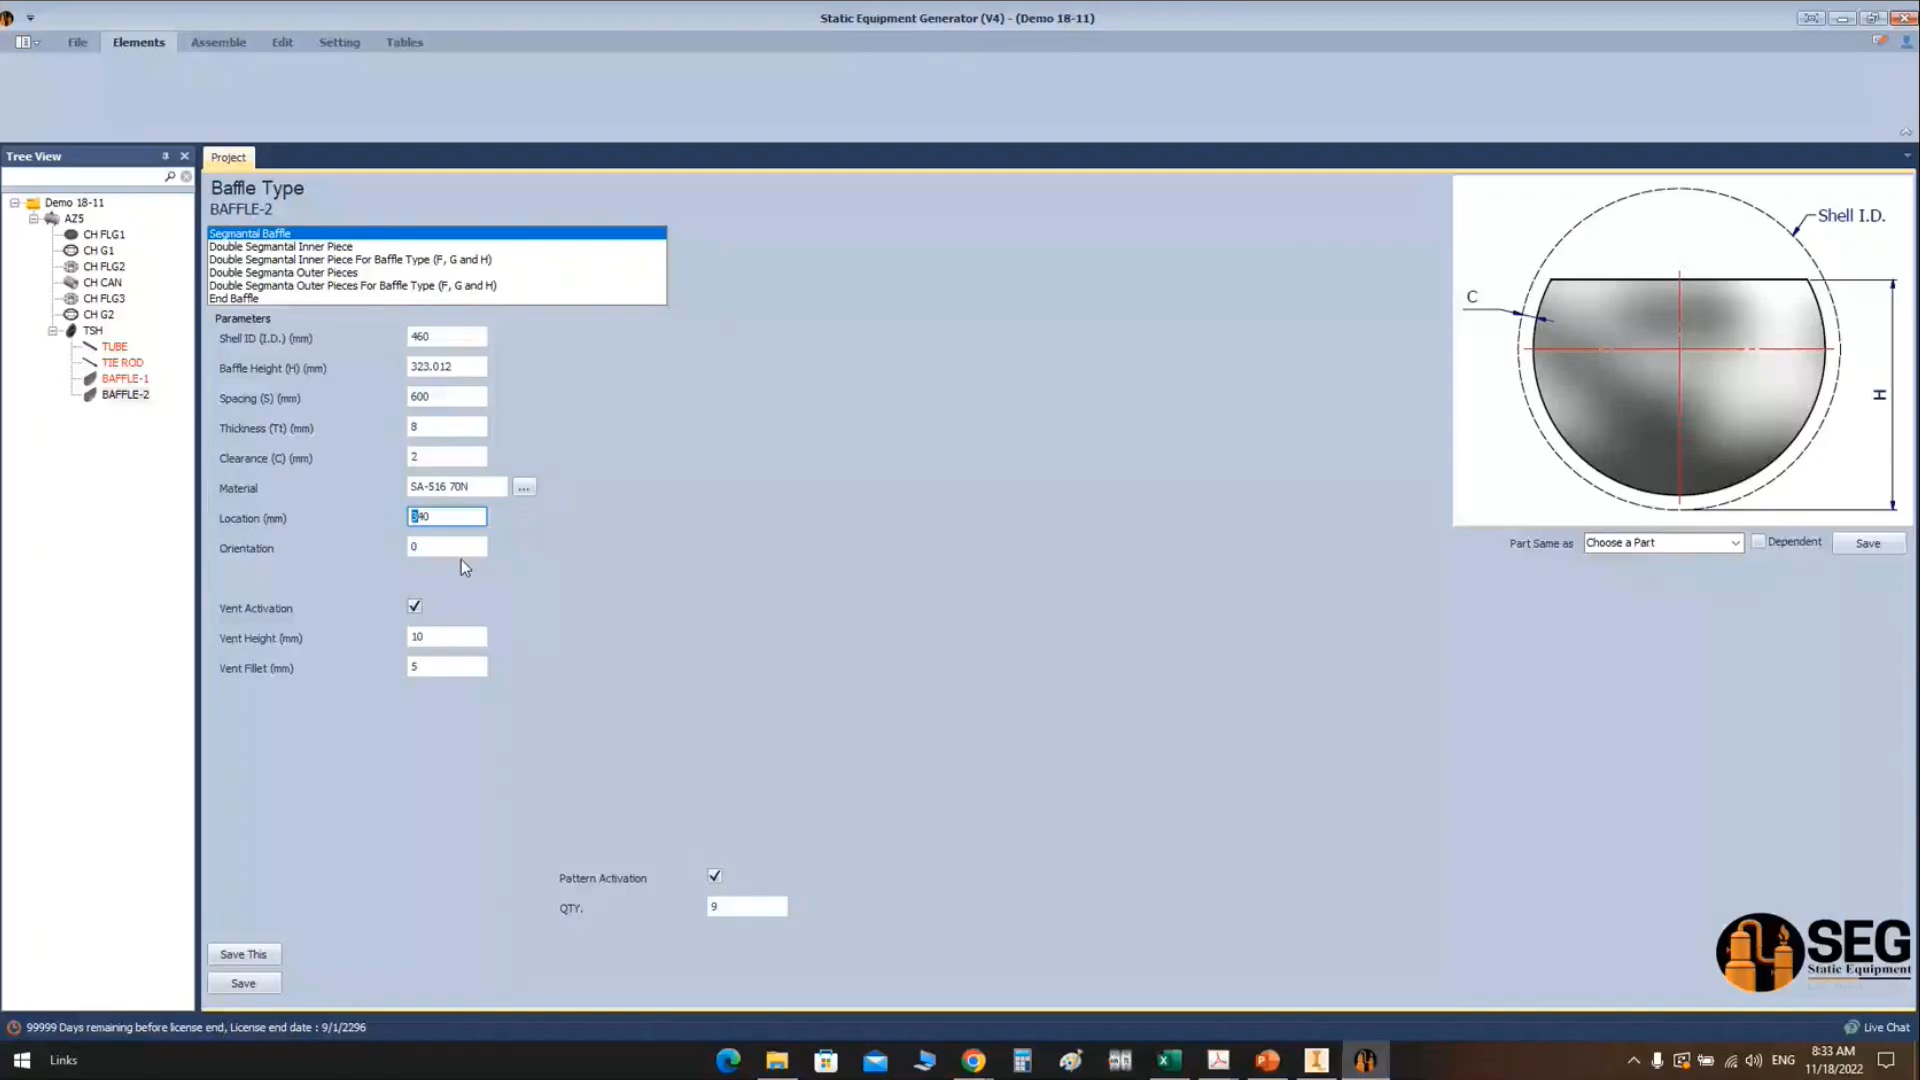 Static Equipment Generator (V4) - (Demo 18-11)
File Elements Assemble Edit Setting Tables
Tree View
Project
Demo 18-11
AZ5
CH FLG1
CH G1
CH FLG2
CH CAN
CH FLG3
CH G2
TSH
TUBE
TIE ROD
BAFFLE-1
BAFFLE-2
Baffle Type
BAFFLE-2
Segmantal Baffle
Double Segmantal Inner Piece
Double Segmantal Inner Piece For Baffle Type (F, G and H)
Double Segmanta Outer Pieces
Double Segmanta Outer Pieces For Baffle Type (F, G and H)
End Baffle
Parameters
Shell ID (I.D.) (mm) 460
Baffle Height (H) (mm) 323.012
Spacing (S) (mm) 600
Thickness (Tt) (mm) 8
Clearance (C) (mm) 2
Material SA-516 70N ...
Location (mm) 340
Orientation 0
Vent Activation
Vent Height (mm) 10
Vent Fillet (mm) 5
Pattern Activation
QTY. 9
Save This
Save
Shell I.D.
C
H
Part Same as Choose a Part Dependent Save
SEG
Static Equipment
99999 Days remaining before license end, License end date : 9/1/2296
Live Chat
Links
ENG
8:33 AM
11/18/2022